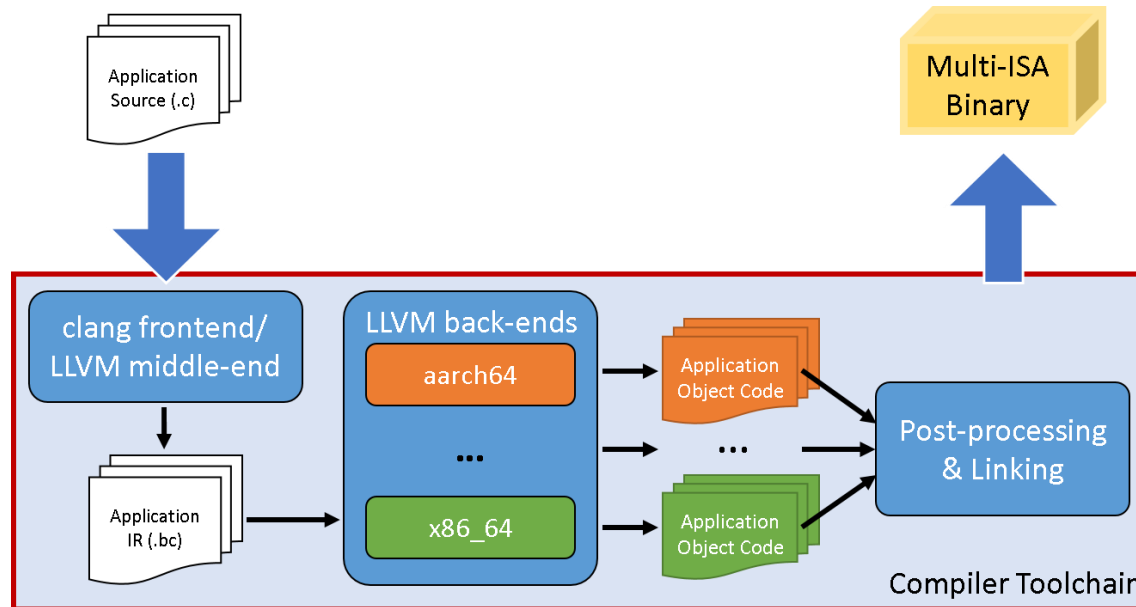 Application
Source (.c)
Multi-ISA
Binary
clang frontend/
LLVM middle-end
LLVM back-ends
aarch64
Application
Object Code
...
...
Post-processing
& Linking
Application
IR (.bc)
x86_64
Application
Object Code
Compiler Toolchain